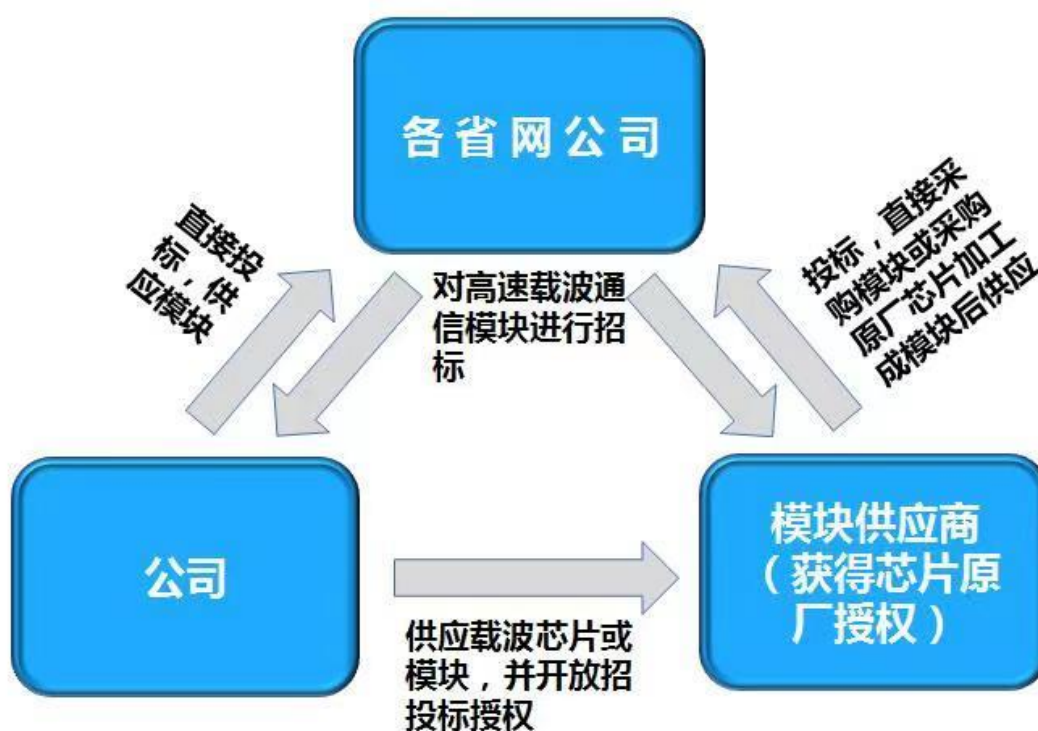 各省网公司
直接投
标，供
应模块
对高速载波通
信模块进行招
标
投标，直接采
购模块或采购
原厂芯片加工
成模块后供应
公司
模块供应商
（获得芯片原
厂授权）
供应载波芯片或
模块，并开放招
投标授权